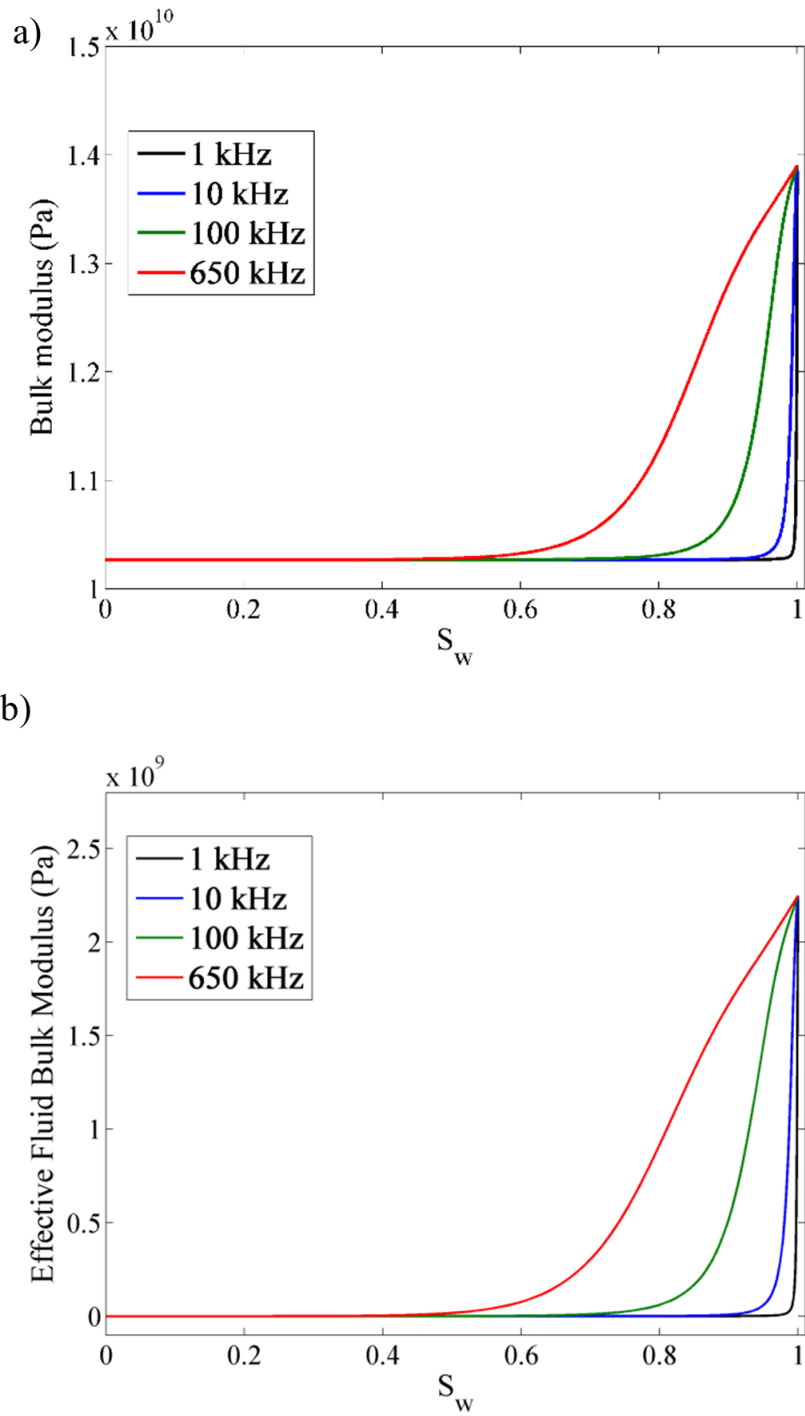 a)
x 10^10
1.5
1.4
1.3
1.2
1.1
1
Bulk modulus (Pa)
1 kHz
10 kHz
100 kHz
650 kHz
0 0.2 0.4 0.6 0.8 1
S_w
b)
x 10^9
2.5
2
1.5
1
0.5
0
Effective Fluid Bulk Modulus (Pa)
1 kHz
10 kHz
100 kHz
650 kHz
0 0.2 0.4 0.6 0.8 1
S_w